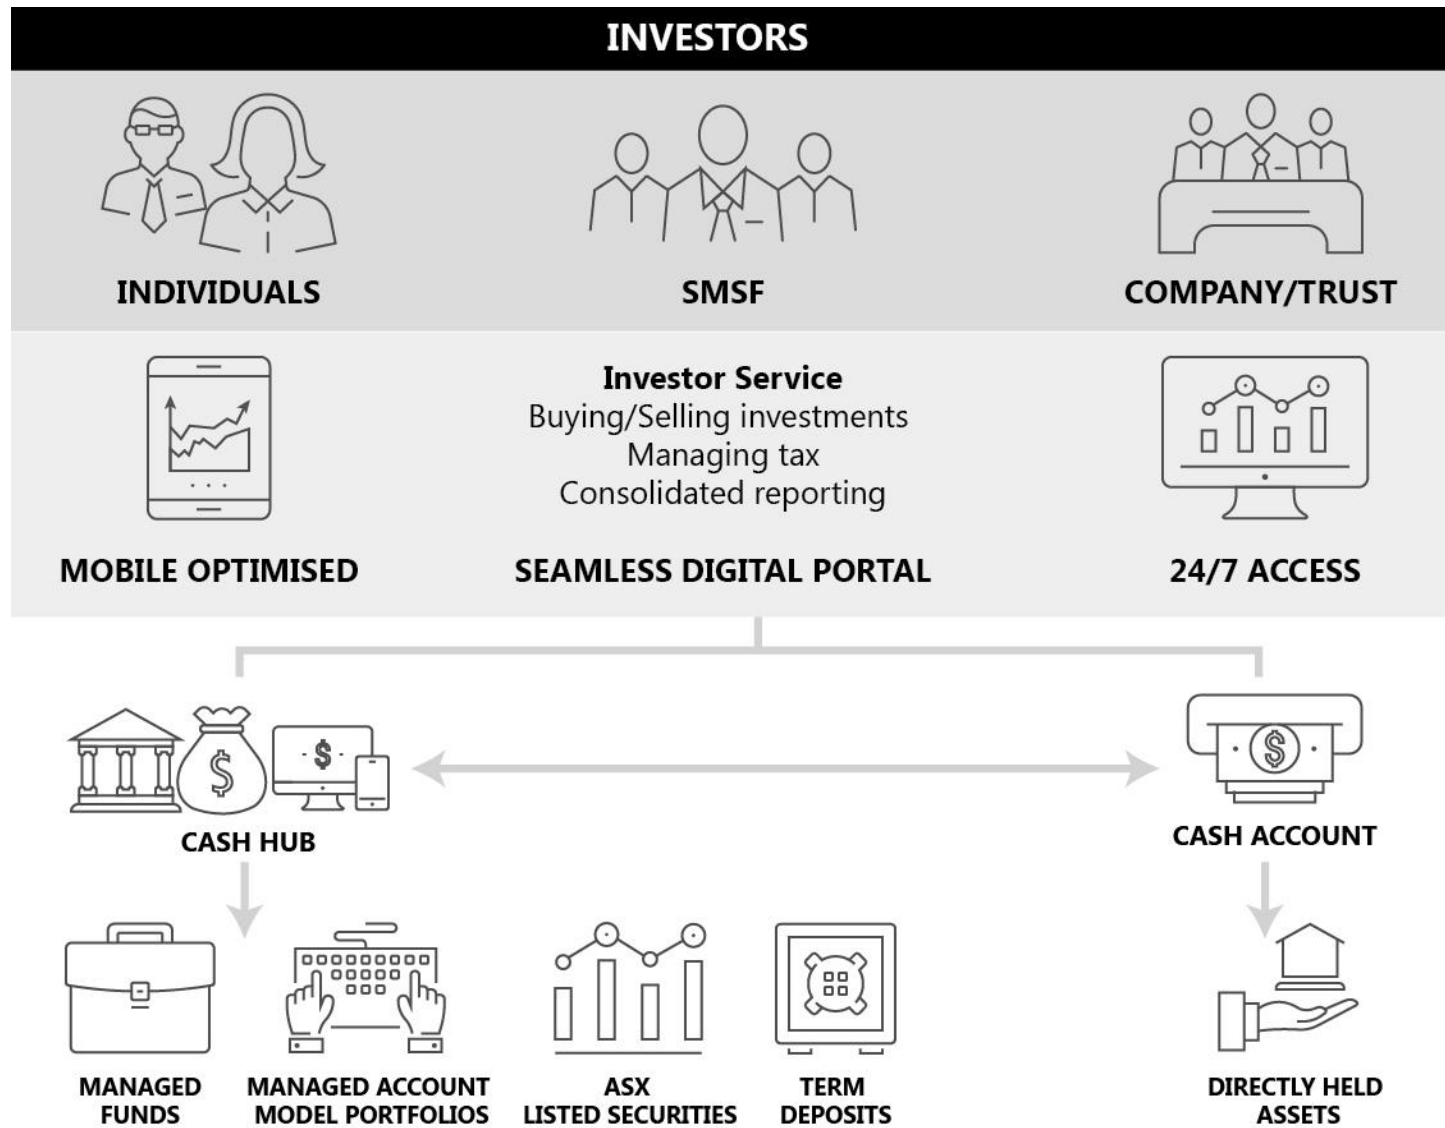 INVESTORS
INDIVIDUALS
SMSF
COMPANY/TRUST
Investor Service
Buying/Selling investments
Managing tax
Consolidated reporting
MOBILE OPTIMISED
SEAMLESS DIGITAL PORTAL
24/7 ACCESS
$
$
$
CASH HUB
CASH ACCOUNT
MANAGED
FUNDS
MANAGED ACCOUNT
MODEL PORTFOLIOS
ASX
LISTED SECURITIES
TERM
DEPOSITS
DIRECTLY HELD
ASSETS